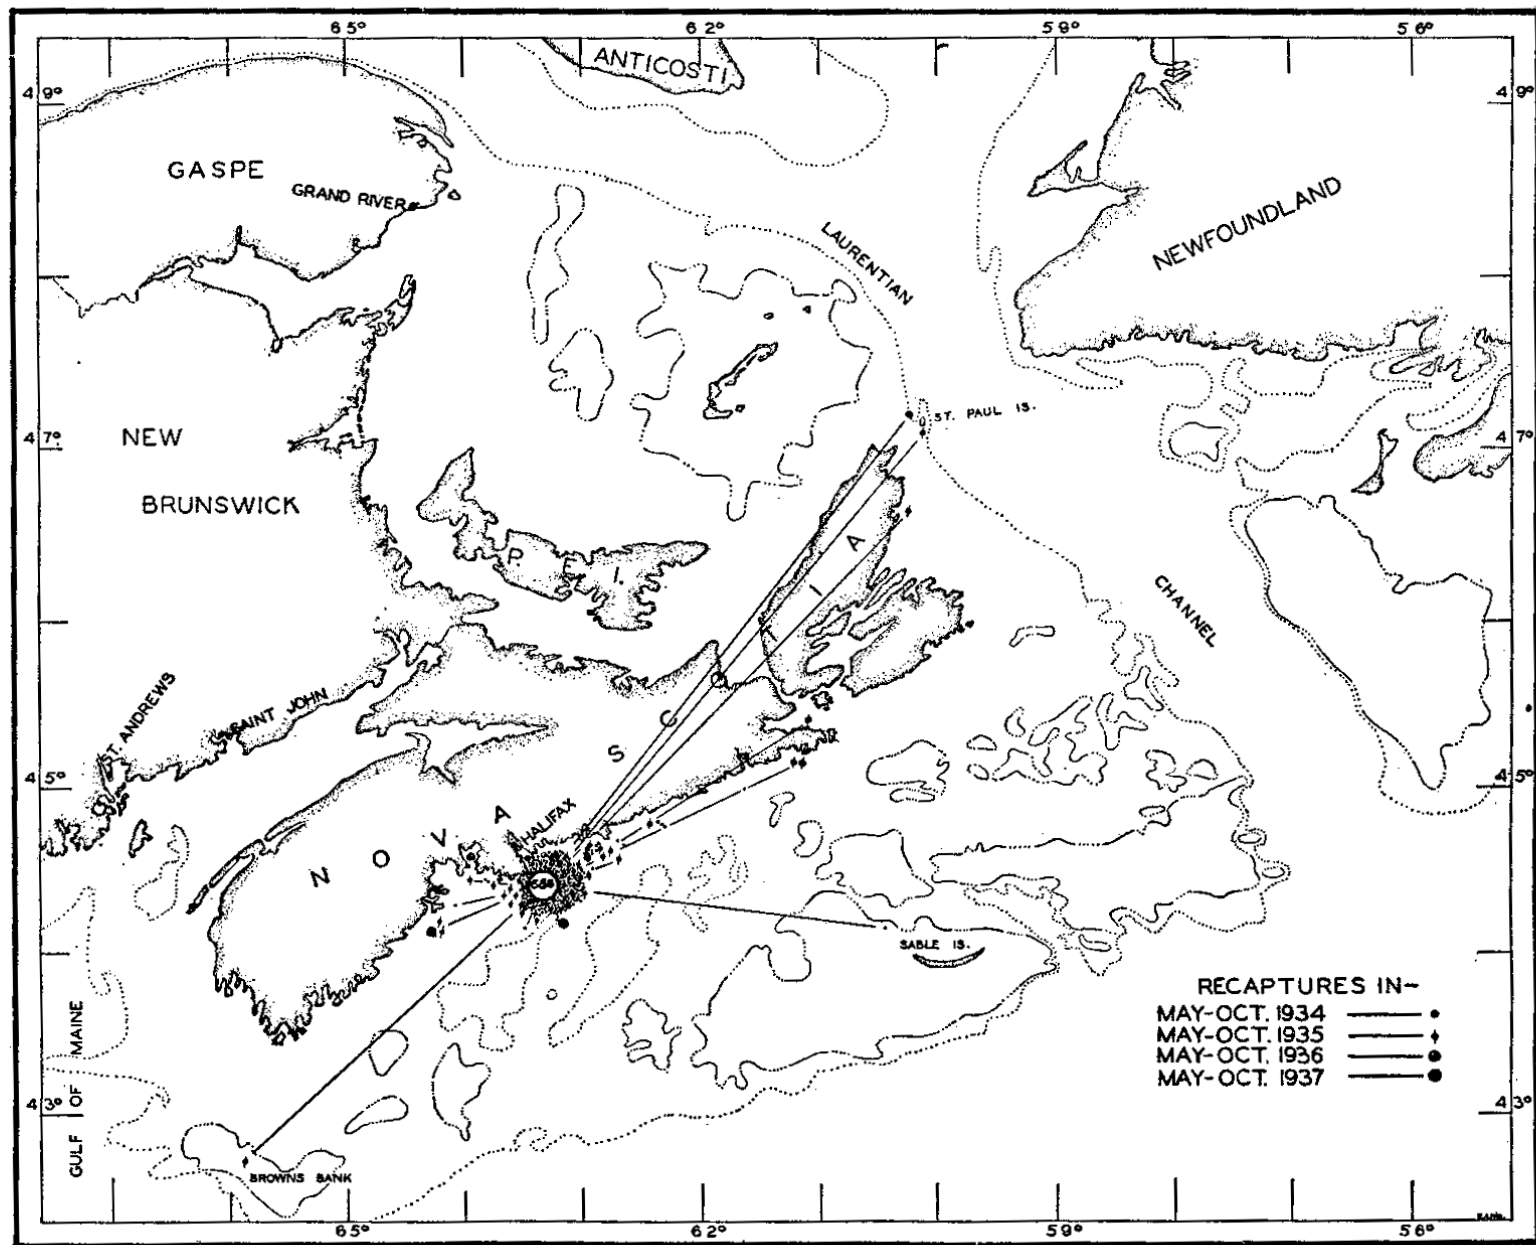 65° 62° 59° 56°
ANTICOSTI
49° 49°
GASPE
GRAND RIVER
LAURENTIAN
NEWFOUNDLAND
ST. PAUL IS.
47° 47°
NEW
BRUNSWICK
P. E. I.
CHANNEL
ST. ANDREWS
SAINT JOHN
45° 45°
HALIFAX
NOVA SCOTIA
SABLE IS.
RECAPTURES IN-
MAY-OCT. 1934
MAY-OCT. 1935
MAY-OCT. 1936
MAY-OCT. 1937
GULF OF MAINE
43° 43°
BROWNS BANK
65° 62° 59° 56°